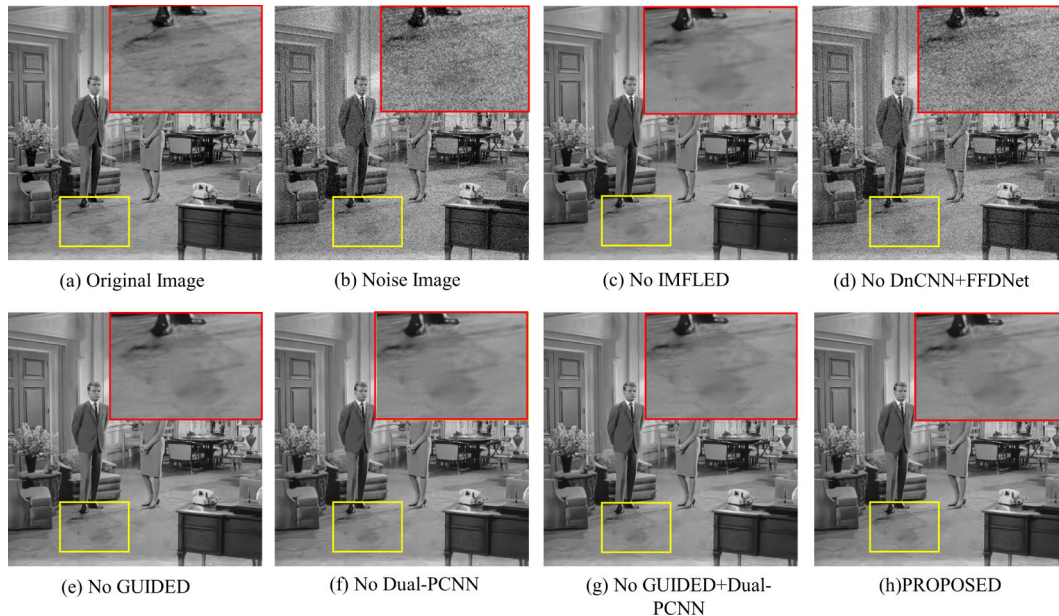 (a) Original Image
(b) Noise Image
(c) No IMFLED
(d) No DnCNN+FFDNet
(e) No GUIDED
(f) No Dual-PCNN
(g) No GUIDED+Dual-
PCNN
(h)PROPOSED